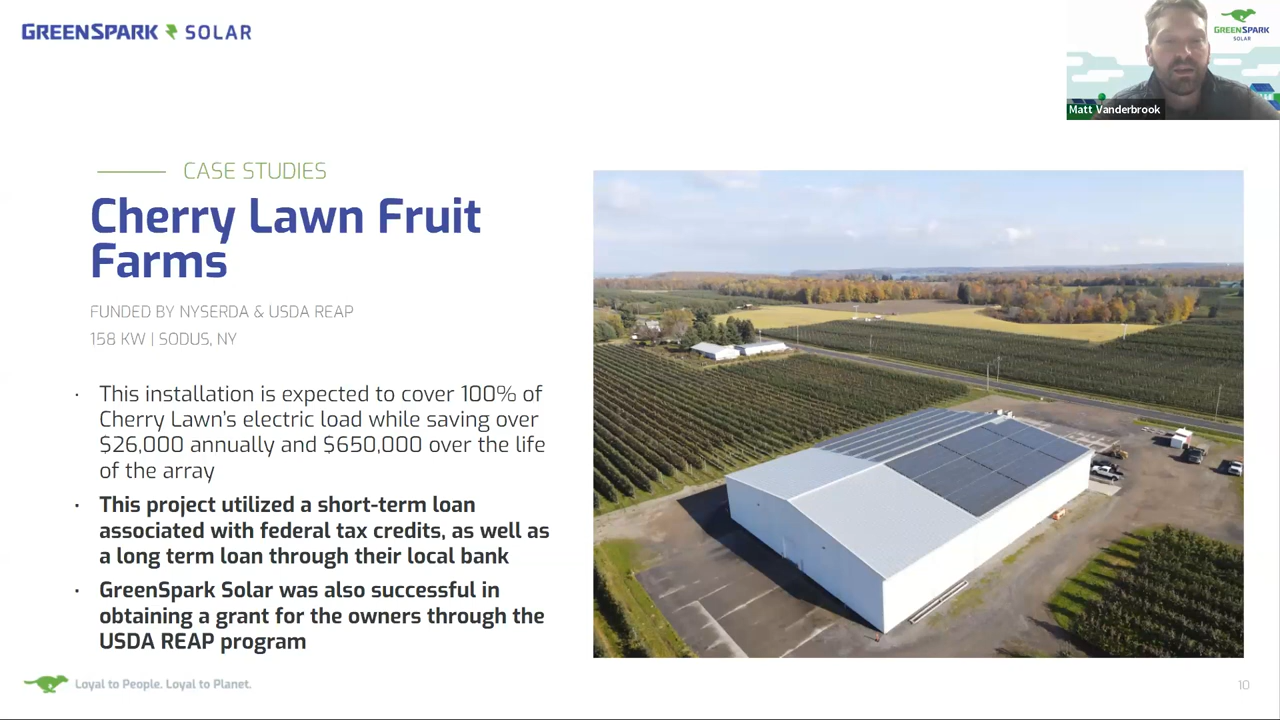 GREENSPARK SOLAR
GREENSPARK
SOLAR
Matt Vanderbrook
CASE STUDIES
Cherry Lawn Fruit
Farms
FUNDED BY NYSERDA & USDA REAP
158 KW | SODUS, NY
· This installation is expected to cover 100% of
Cherry Lawn's electric load while saving over
$26,000 annually and $650,000 over the life
of the array
· This project utilized a short-term loan
associated with federal tax credits, as well as
a long term loan through their local bank
· GreenSpark Solar was also successful in
obtaining a grant for the owners through the
USDA REAP program
Loyal to People. Loyal to Planet.
10